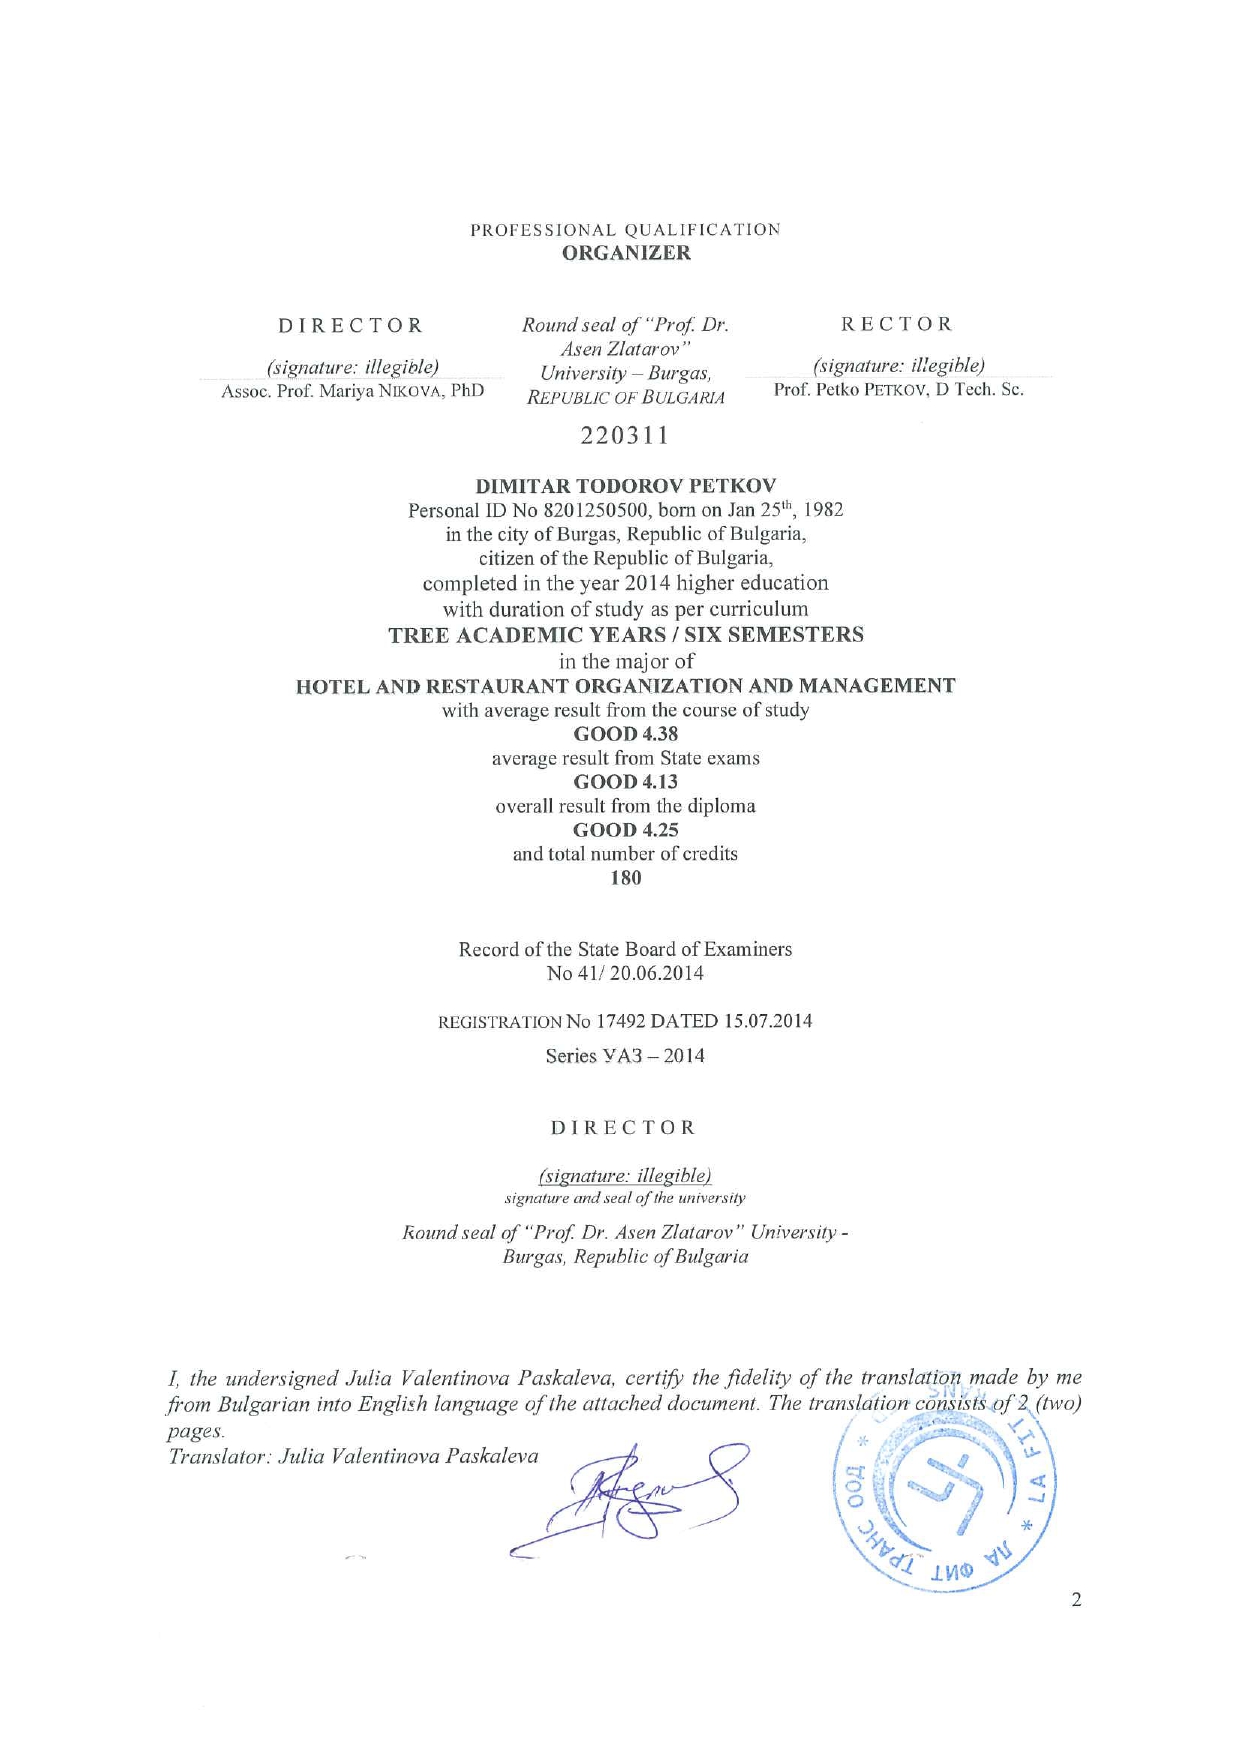 PROFESSIONAL QUALIFICATION
ORGANIZER
DIRECTOR
(signature: illegible)
Assoc. Prof. Mariya NIKOVA, PhD
Round seal of “Prof. Dr.
Asen Zlatarov”
University – Burgas,
REPUBLIC OF BULGARIA
RECTOR
(signature: illegible)
Prof. Petko PETKOV, D Tech. Sc.
220311
DIMITAR TODOROV PETKOV
Personal ID No 8201250500, born on Jan 25th, 1982
in the city of Burgas, Republic of Bulgaria,
citizen of the Republic of Bulgaria,
completed in the year 2014 higher education
with duration of study as per curriculum
TREE ACADEMIC YEARS / SIX SEMESTERS
in the major of
HOTEL AND RESTAURANT ORGANIZATION AND MANAGEMENT
with average result from the course of study
GOOD 4.38
average result from State exams
GOOD 4.13
overall result from the diploma
GOOD 4.25
and total number of credits
180
Record of the State Board of Examiners
No 41/ 20.06.2014
REGISTRATION No 17492 DATED 15.07.2014
Series УАЗ – 2014
DIRECTOR
(signature: illegible)
signature and seal of the university
Round seal of “Prof. Dr. Asen Zlatarov” University -
Burgas, Republic of Bulgaria
I, the undersigned Julia Valentinova Paskaleva, certify the fidelity of the translation made by me
from Bulgarian into English language of the attached document. The translation consists of 2 (two)
pages.
Translator: Julia Valentinova Paskaleva
LA FIT TRANS
* ЛА ФИТ ТРАНС ООД *
2